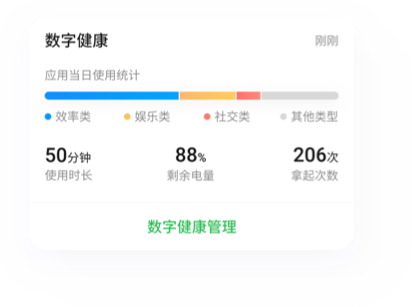 数字健康 刚刚
应用当日使用统计
效率类 娱乐类 社交类 其他类型
50分钟 88% 206次
使用时长 剩余电量 拿起次数
数字健康管理